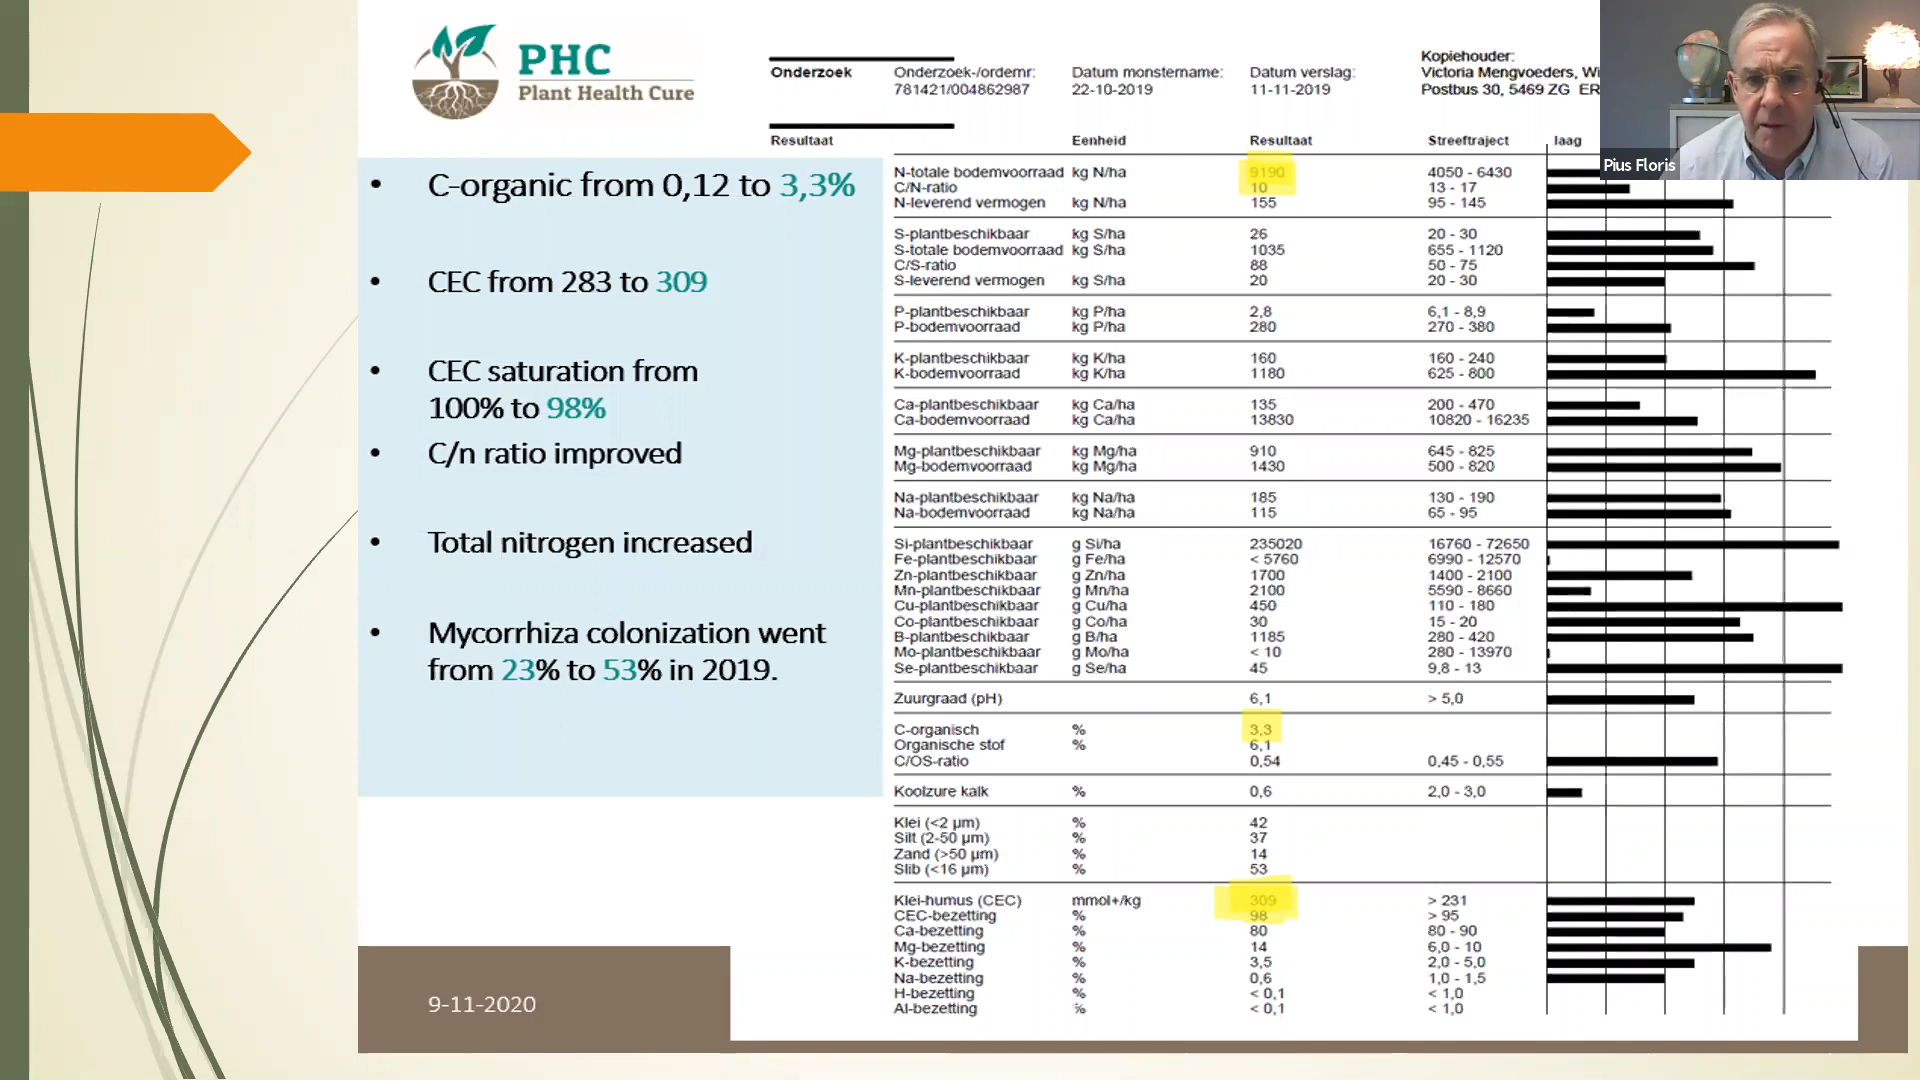 PHC
Plant Health Cure
Onderzoek Onderzoek-/ordernr: Datum monstername: Datum verslag: Kopiehouder:
781421/004862987 22-10-2019 11-11-2019 Victoria Mengvoeders, Wi
Postbus 30, 5469 ZG ER
Pius Floris
Resultaat Eenheid Resultaat Streeftraject laag
• C-organic from 0,12 to 3,3%
• CEC from 283 to 309
• CEC saturation from
100% to 98%
• C/n ratio improved
• Total nitrogen increased
• Mycorrhiza colonization went
from 23% to 53% in 2019.
N-totale bodemvoorraad kg N/ha 9190 4050 - 6430
C/N-ratio 10 13 - 17
N-leverend vermogen kg N/ha 155 95 - 145
S-plantbeschikbaar kg S/ha 26 20 - 30
S-totale bodemvoorraad kg S/ha 1035 655 - 1120
C/S-ratio 88 50 - 75
S-leverend vermogen kg S/ha 20 20 - 30
P-plantbeschikbaar kg P/ha 2,8 6,1 - 8,9
P-bodemvoorraad kg P/ha 280 270 - 380
K-plantbeschikbaar kg K/ha 160 160 - 240
K-bodemvoorraad kg K/ha 1180 625 - 800
Ca-plantbeschikbaar kg Ca/ha 135 200 - 470
Ca-bodemvoorraad kg Ca/ha 13830 10820 - 16235
Mg-plantbeschikbaar kg Mg/ha 910 645 - 825
Mg-bodemvoorraad kg Mg/ha 1430 500 - 820
Na-plantbeschikbaar kg Na/ha 185 130 - 190
Na-bodemvoorraad kg Na/ha 115 65 - 95
Si-plantbeschikbaar g Si/ha 235020 16760 - 72650
Fe-plantbeschikbaar g Fe/ha < 5760 6990 - 12570
Zn-plantbeschikbaar g Zn/ha 1700 1400 - 2100
Mn-plantbeschikbaar g Mn/ha 2100 5590 - 8660
Cu-plantbeschikbaar g Cu/ha 450 110 - 180
Co-plantbeschikbaar g Co/ha 30 15 - 20
B-plantbeschikbaar g B/ha 1185 280 - 420
Mo-plantbeschikbaar g Mo/ha < 10 280 - 13970
Se-plantbeschikbaar g Se/ha 45 9,8 - 13
Zuurgraad (pH) 6,1 > 5,0
C-organisch % 3,3
Organische stof % 6,1
C/OS-ratio 0,54 0,45 - 0,55
Koolzure kalk % 0,6 2,0 - 3,0
Klei (<2 µm) % 42
Silt (2-50 µm) % 37
Zand (>50 µm) % 14
Slib (<16 µm) % 53
Klei-humus (CEC) mmol+/kg 309 > 231
CEC-bezetting % 98 > 95
Ca-bezetting % 80 80 - 90
Mg-bezetting % 14 6,0 - 10
K-bezetting % 3,5 2,0 - 5,0
Na-bezetting % 0,6 1,0 - 1,5
H-bezetting % < 0,1 < 1,0
Al-bezetting % < 0,1 < 1,0
9-11-2020